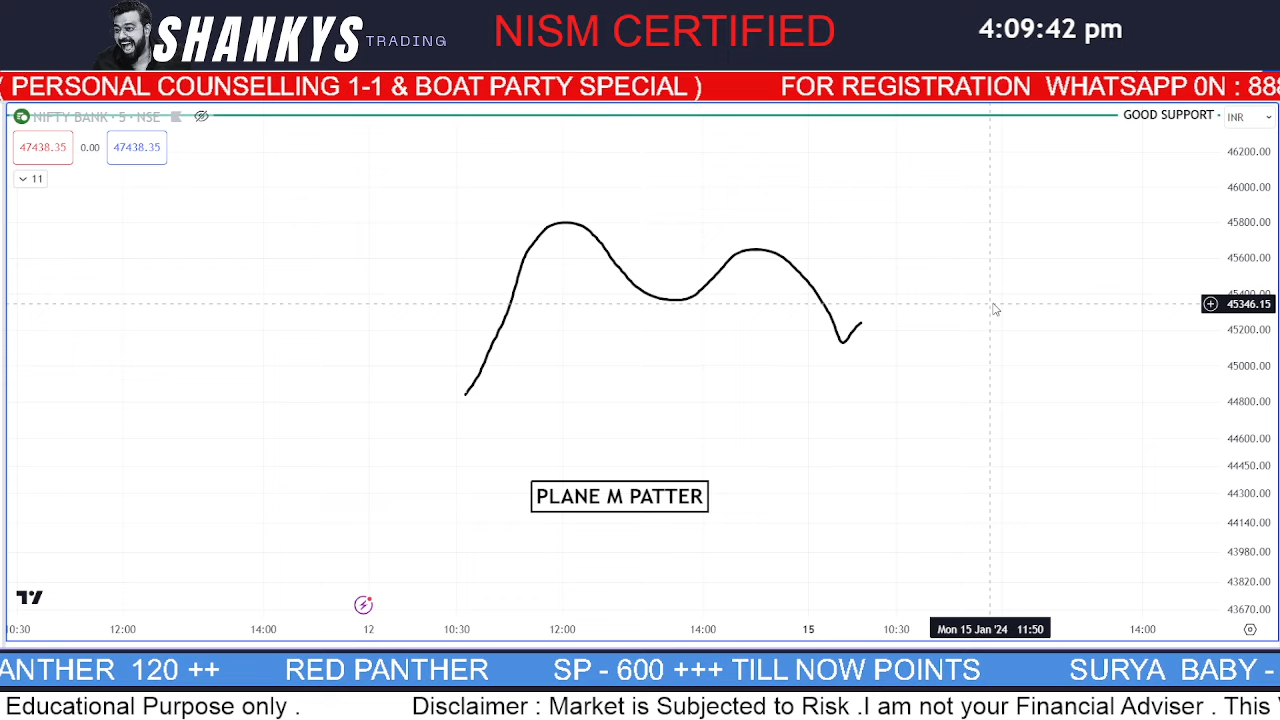 SHANKYS TRADING
NISM CERTIFIED
4:09:42 pm
( PERSONAL COUNSELLING 1-1 & BOAT PARTY SPECIAL ) FOR REGISTRATION WHATSAPP 0N : 888
NIFTY BANK · 5 · NSE
GOOD SUPPORT
INR
47438.35 0.00 47438.35
11
46200.00
46000.00
45800.00
45600.00
45400.00
45346.15
45200.00
45000.00
44800.00
44600.00
44450.00
44300.00
44140.00
43980.00
43820.00
43670.00
PLANE M PATTER
0:30 12:00 14:00 12 10:30 12:00 14:00 15 10:30 Mon 15 Jan '24 11:50 14:00
ANTHER 120 ++ RED PANTHER SP - 600 +++ TILL NOW POINTS SURYA BABY -
Educational Purpose only . Disclaimer : Market is Subjected to Risk .I am not your Financial Adviser . This